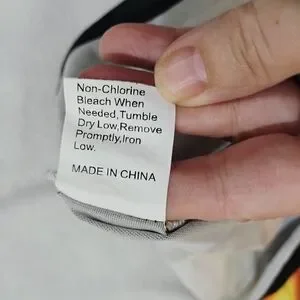 Non-Chlorine
Bleach When
Needed,Tumble
Dry Low,Remove
Promptly,Iron
Low.
MADE IN CHINA